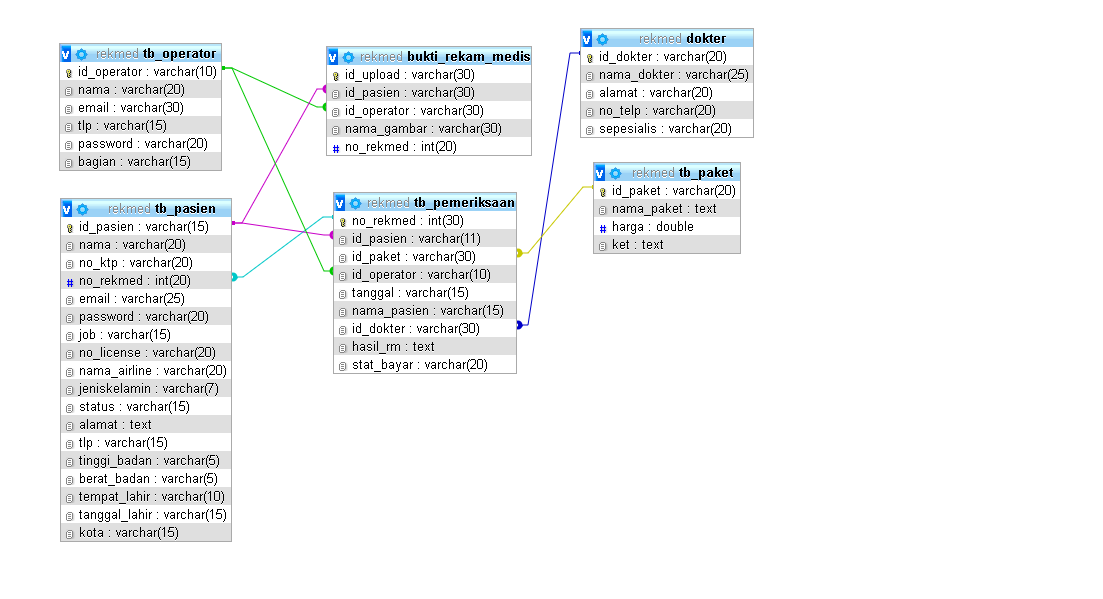 rekmed tb_operator
id_operator : varchar(10)
nama : varchar(20)
email : varchar(30)
tlp : varchar(15)
password : varchar(20)
bagian : varchar(15)
rekmed tb_pasien
id_pasien : varchar(15)
nama : varchar(20)
no_ktp : varchar(20)
# no_rekmed : int(20)
email : varchar(25)
password : varchar(20)
job : varchar(15)
no_license : varchar(20)
nama_airline : varchar(20)
jeniskelamin : varchar(7)
status : varchar(15)
alamat : text
tlp : varchar(15)
tinggi_badan : varchar(5)
berat_badan : varchar(5)
tempat_lahir : varchar(10)
tanggal_lahir : varchar(15)
kota : varchar(15)
rekmed bukti_rekam_medis
id_upload : varchar(30)
id_pasien : varchar(30)
id_operator : varchar(30)
nama_gambar : varchar(30)
# no_rekmed : int(20)
rekmed tb_pemeriksaan
no_rekmed : int(30)
id_pasien : varchar(11)
id_paket : varchar(30)
id_operator : varchar(10)
tanggal : varchar(15)
nama_pasien : varchar(15)
id_dokter : varchar(30)
hasil_rm : text
stat_bayar : varchar(20)
rekmed dokter
id_dokter : varchar(20)
nama_dokter : varchar(25)
alamat : varchar(20)
no_telp : varchar(20)
sepesialis : varchar(20)
rekmed tb_paket
id_paket : varchar(20)
nama_paket : text
# harga : double
ket : text